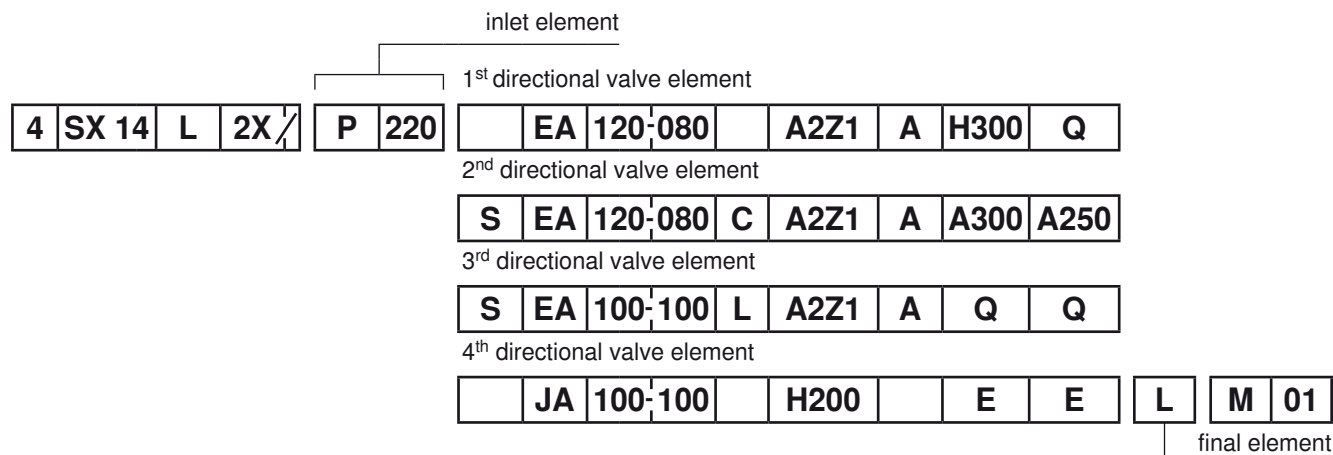 inlet element
1st directional valve element
4 SX 14 L 2X/ P 220 EA 120-080 A2Z1 A H300 Q
2nd directional valve element
S EA 120-080 C A2Z1 A A300 A250
3rd directional valve element
S EA 100-100 L A2Z1 A Q Q
4th directional valve element
JA 100-100 H200 E E L M 01
final element